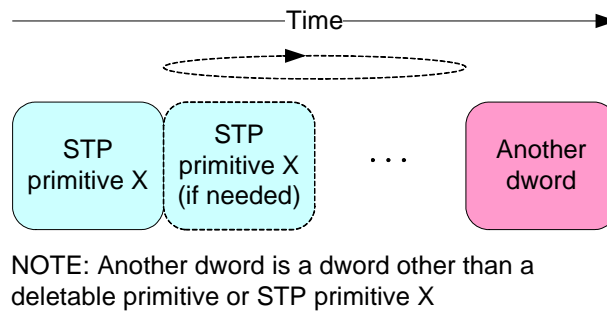 Time
STP
primitive X
STP
primitive X
(if needed)
. . .
Another
dword
NOTE: Another dword is a dword other than a
deletable primitive or STP primitive X